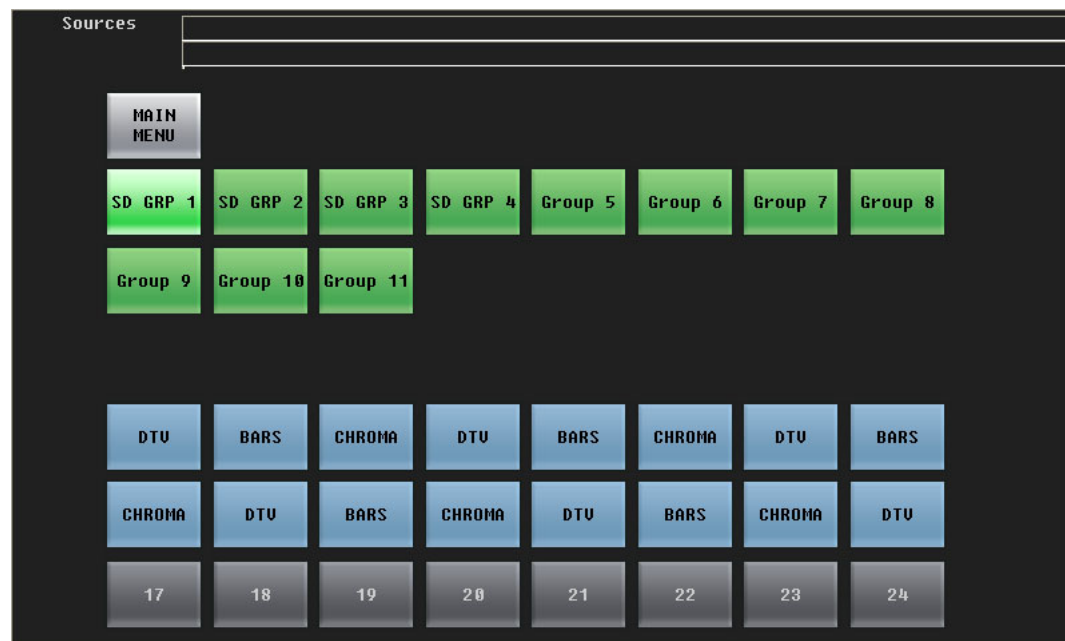 Sources
MAIN
MENU
SD GRP 1 SD GRP 2 SD GRP 3 SD GRP 4 Group 5 Group 6 Group 7 Group 8
Group 9 Group 10 Group 11
DTV BARS CHROMA DTV BARS CHROMA DTV BARS
CHROMA DTV BARS CHROMA DTV BARS CHROMA DTV
17 18 19 20 21 22 23 24